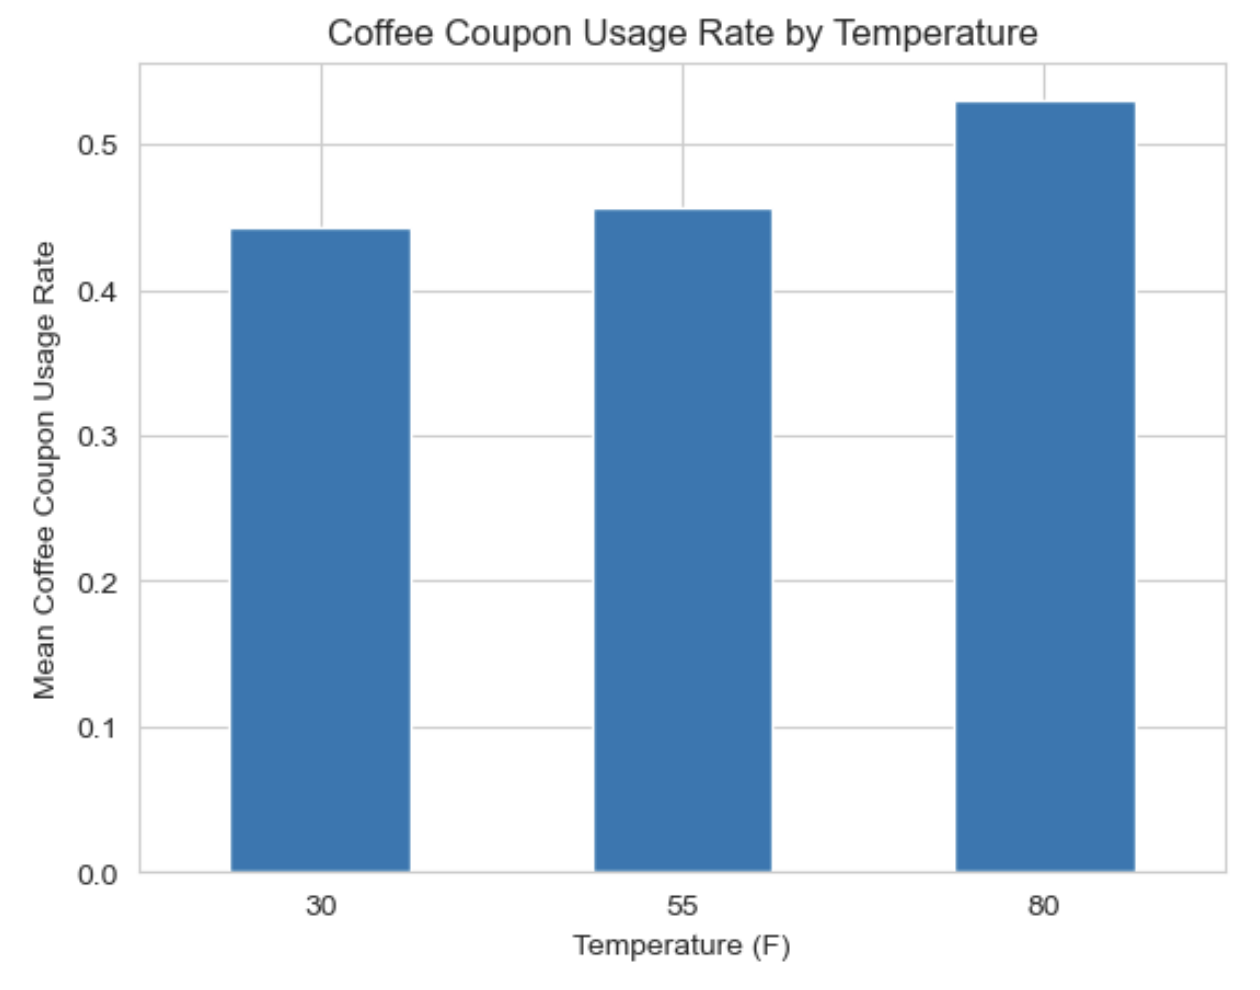 Coffee Coupon Usage Rate by Temperature
Mean Coffee Coupon Usage Rate
0.5
0.4
0.3
0.2
0.1
0.0
30 55 80
Temperature (F)